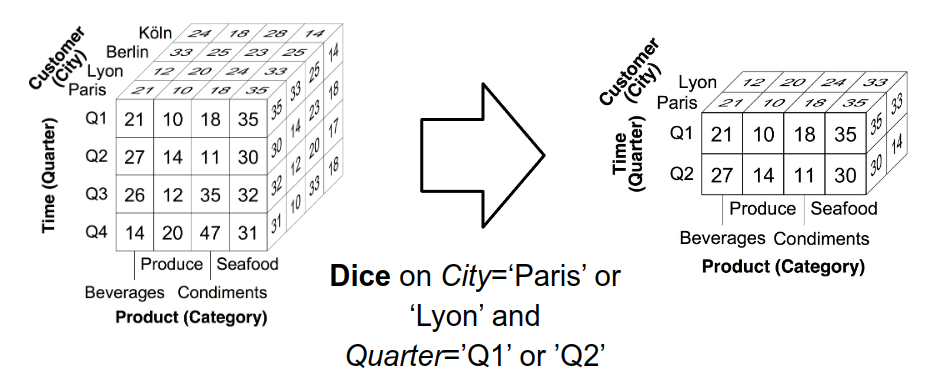 Customer
(City)
Köln 24 18 28 14
Berlin 33 25 23 25
Lyon 12 20 24 33
Paris 21 10 18 35
Time (Quarter)
Q1 21 10 18 35 35 33 25 14
Q2 27 14 11 30 30 14 23 18
Q3 26 12 35 32 32 12 20 17
Q4 14 20 47 31 31 10 33 18
Produce Seafood
Beverages Condiments
Product (Category)
Dice on City=‘Paris’ or
‘Lyon’ and
Quarter=’Q1’ or ’Q2’
Customer
(City)
Lyon 12 20 24 33
Paris 21 10 18 35
Time
(Quarter)
Q1 21 10 18 35 35 33
Q2 27 14 11 30 30 14
Produce Seafood
Beverages Condiments
Product (Category)